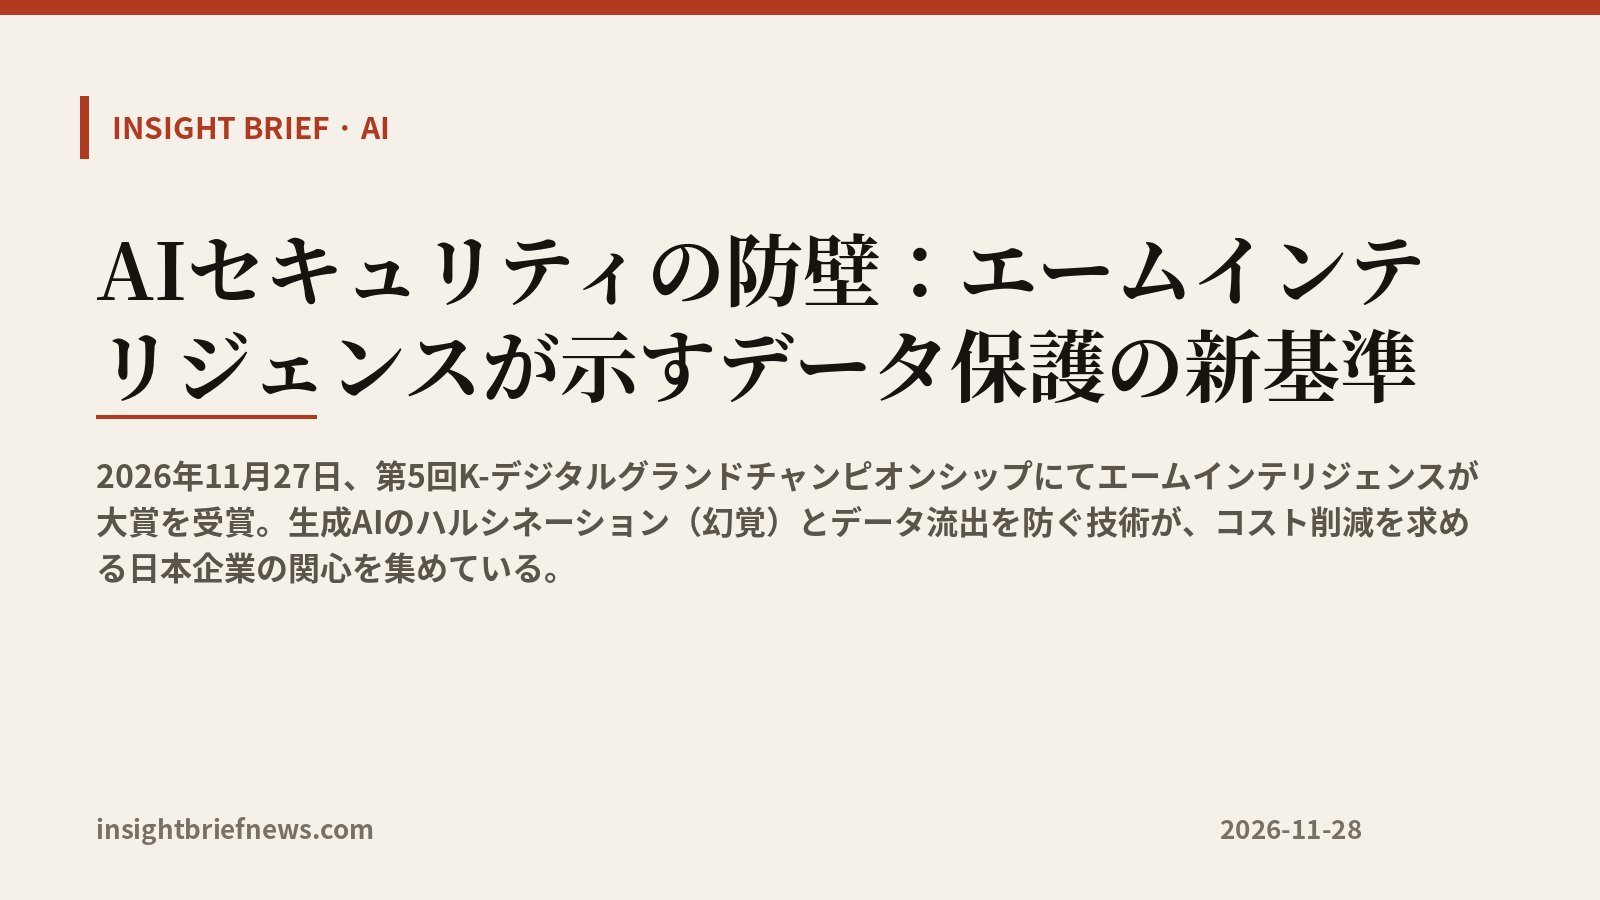 INSIGHT BRIEF · AI
AIセキュリティの防壁：エームインテ
リジェンスが示すデータ保護の新基準
2026年11月27日、第5回K-デジタルグランドチャンピオンシップにてエームインテリジェンスが
大賞を受賞。生成AIのハルシネーション（幻覚）とデータ流出を防ぐ技術が、コスト削減を求め
る日本企業の関心を集めている。
insightbriefnews.com
2026-11-28